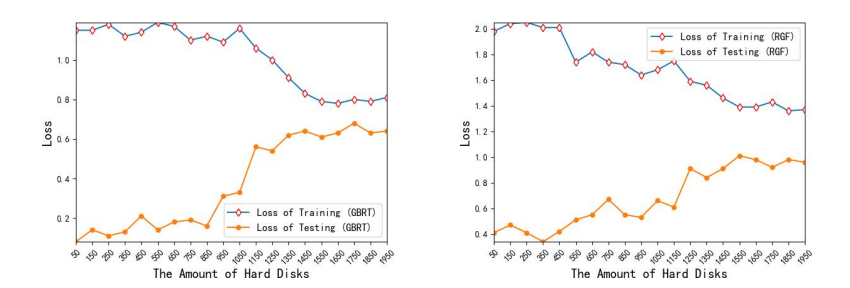 1.0
0.8
0.6
0.4
0.2
Loss
Loss of Training (GBRT)
Loss of Testing (GBRT)
50 150 250 350 450 550 650 750 850 950 1050 1150 1250 1350 1450 1550 1650 1750 1850 1950
The Amount of Hard Disks
2.0
1.8
1.6
1.4
1.2
1.0
0.8
0.6
0.4
Loss
Loss of Training (RGF)
Loss of Testing (RGF)
50 150 250 350 450 550 650 750 850 950 1050 1150 1250 1350 1450 1550 1650 1750 1850 1950
The Amount of Hard Disks